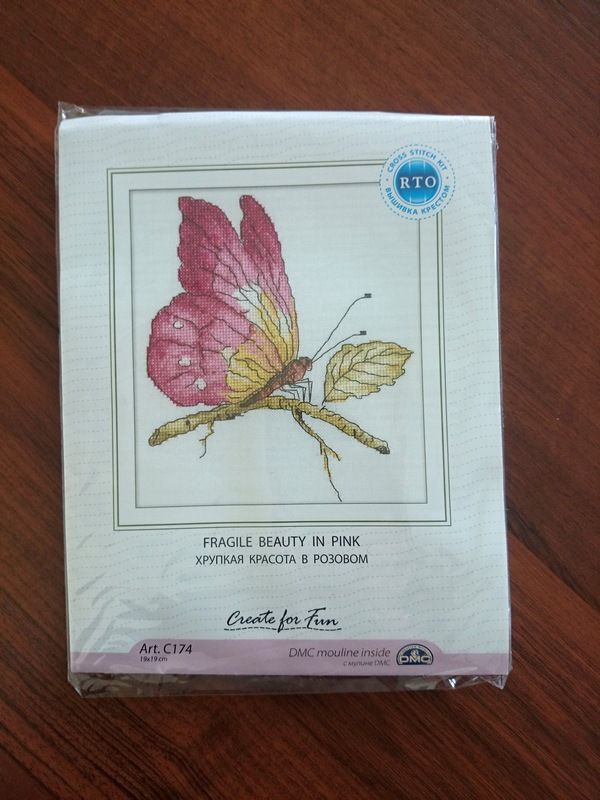 CROSS STITCH KIT
RTO
ВЫШИВКА КРЕСТОМ
FRAGILE BEAUTY IN PINK
ХРУПКАЯ КРАСОТА В РОЗОВОМ
Create for Fun
Art. C174
19x19 cm
DMC mouline inside
с мулине DMC
DMC